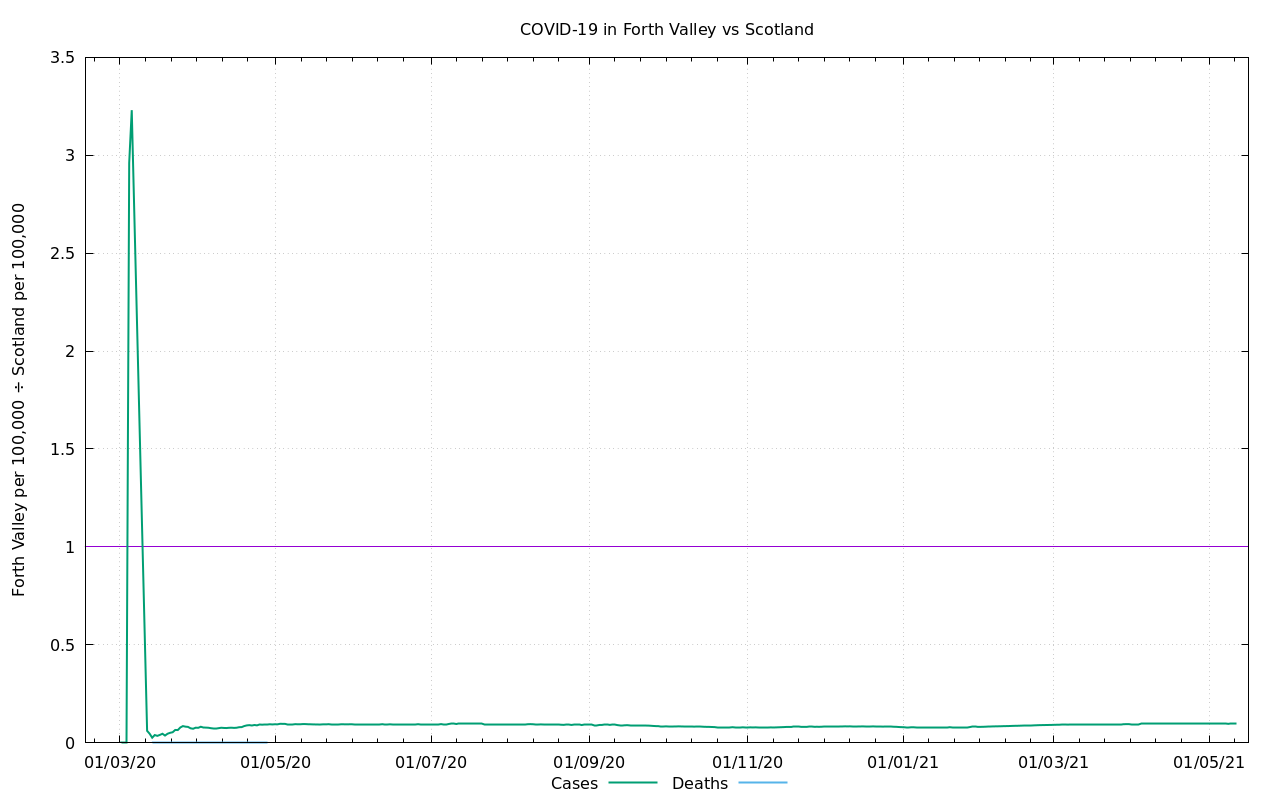 COVID-19 in Forth Valley vs Scotland
Forth Valley per 100,000 ÷ Scotland per 100,000
3.5
3
2.5
2
1.5
1
0.5
0
01/03/20 01/05/20 01/07/20 01/09/20 01/11/20 01/01/21 01/03/21 01/05/21
Cases Deaths